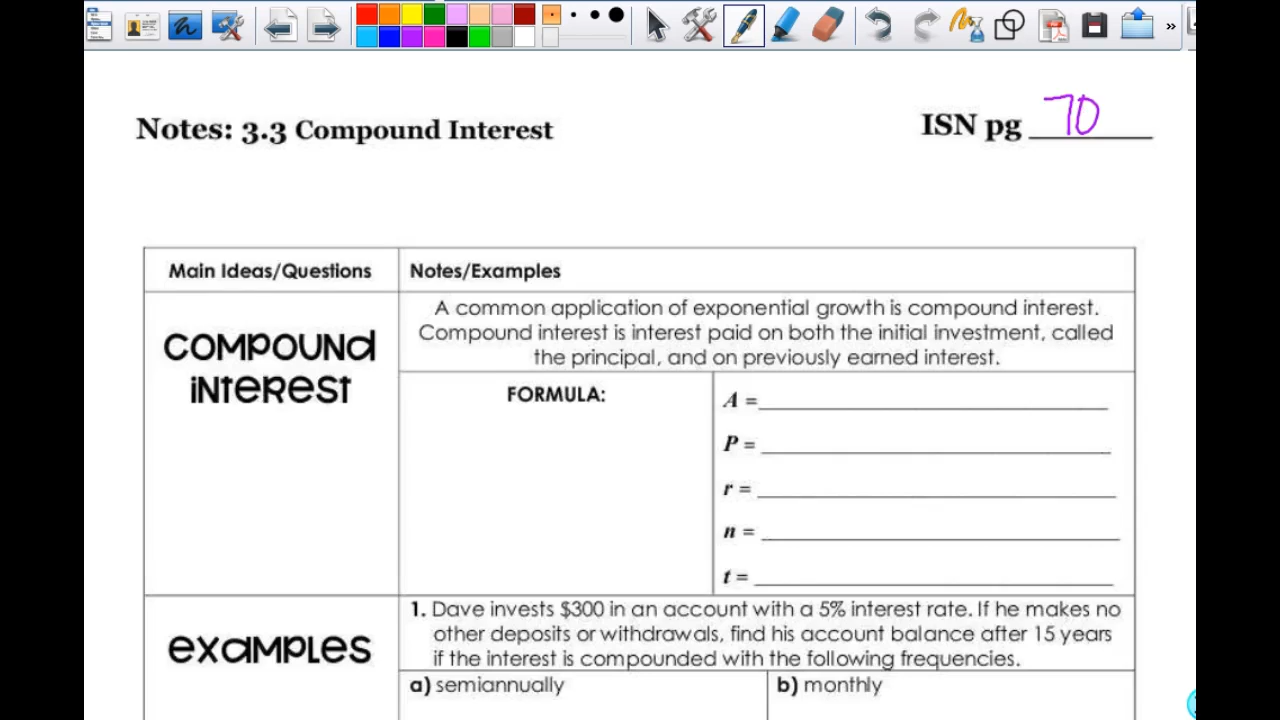 »
Notes: 3.3 Compound Interest
ISN pg 70
Main Ideas/Questions
Notes/Examples
COMPOUND
INTEREST
A common application of exponential growth is compound interest.
Compound interest is interest paid on both the initial investment, called
the principal, and on previously earned interest.
FORMULA:
A =
P =
r =
n =
t =
EXAMPLES
1. Dave invests $300 in an account with a 5% interest rate. If he makes no
other deposits or withdrawals, find his account balance after 15 years
if the interest is compounded with the following frequencies.
a) semiannually
b) monthly